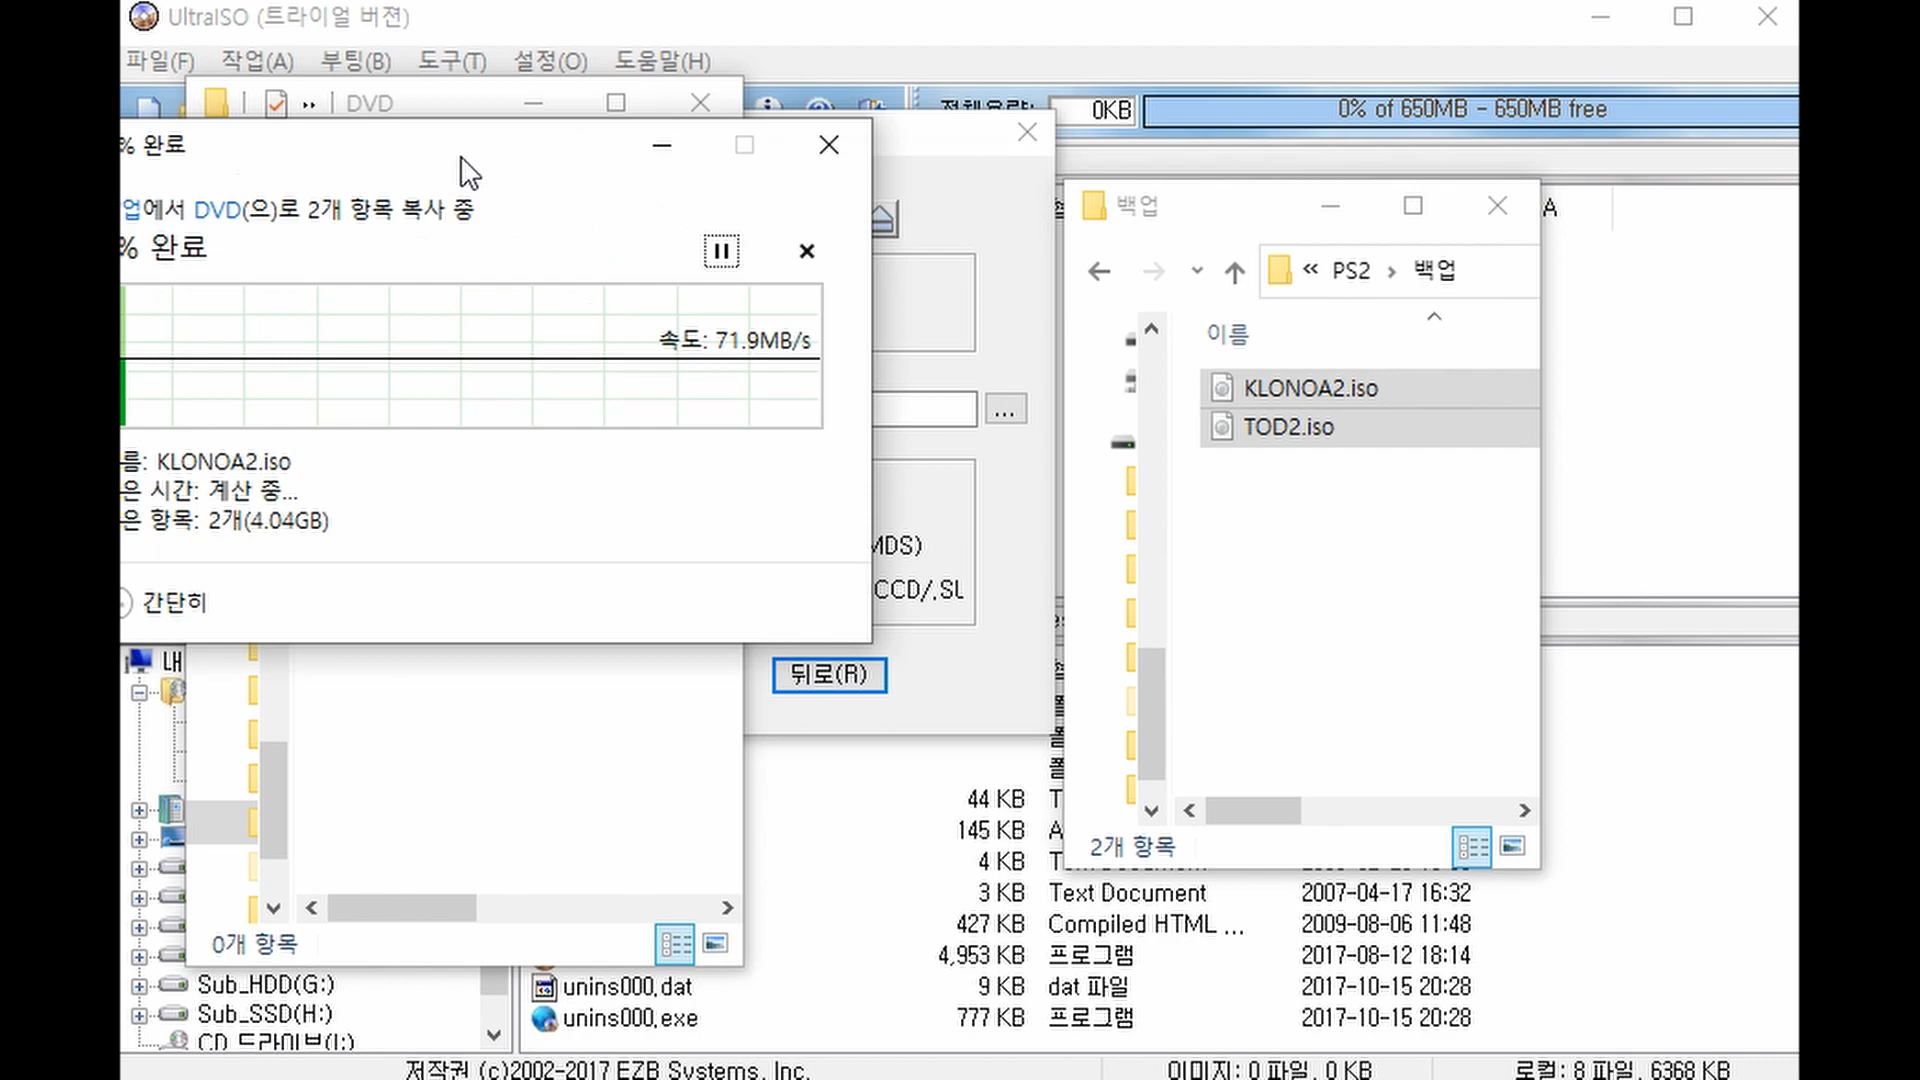 UltraISO (트라이얼 버젼)
파일(F) 작업(A) 부팅(B) 도구(T) 설정(O) 도움말(H)
DVD
전체용량:
0KB
0% of 650MB - 650MB free
% 완료
업에서 DVD(으)로 2개 항목 복사 중
% 완료
속도: 71.9MB/s
름: KLONOA2.iso
은 시간: 계산 중...
은 항목: 2개(4.04GB)
간단히
...
MDS)
CCD/.SU
뒤로(R)
백업
« PS2 › 백업
이름
KLONOA2.iso
TOD2.iso
2개 항목
A
내
44 KB T
145 KB A
4 KB
3 KB Text Document 2007-04-17 16:32
427 KB Compiled HTML ... 2009-08-06 11:48
4,953 KB 프로그램 2017-08-12 18:14
unins000.dat 9 KB dat 파일 2017-10-15 20:28
unins000.exe 777 KB 프로그램 2017-10-15 20:28
0개 항목
Sub_HDD(G:)
Sub_SSD(H:)
CD 드라이브(I:)
저작권 (c)2002-2017 EZB Systems, Inc.
이미지: 0 파일, 0 KB
로컬: 8 파일, 6368 KB